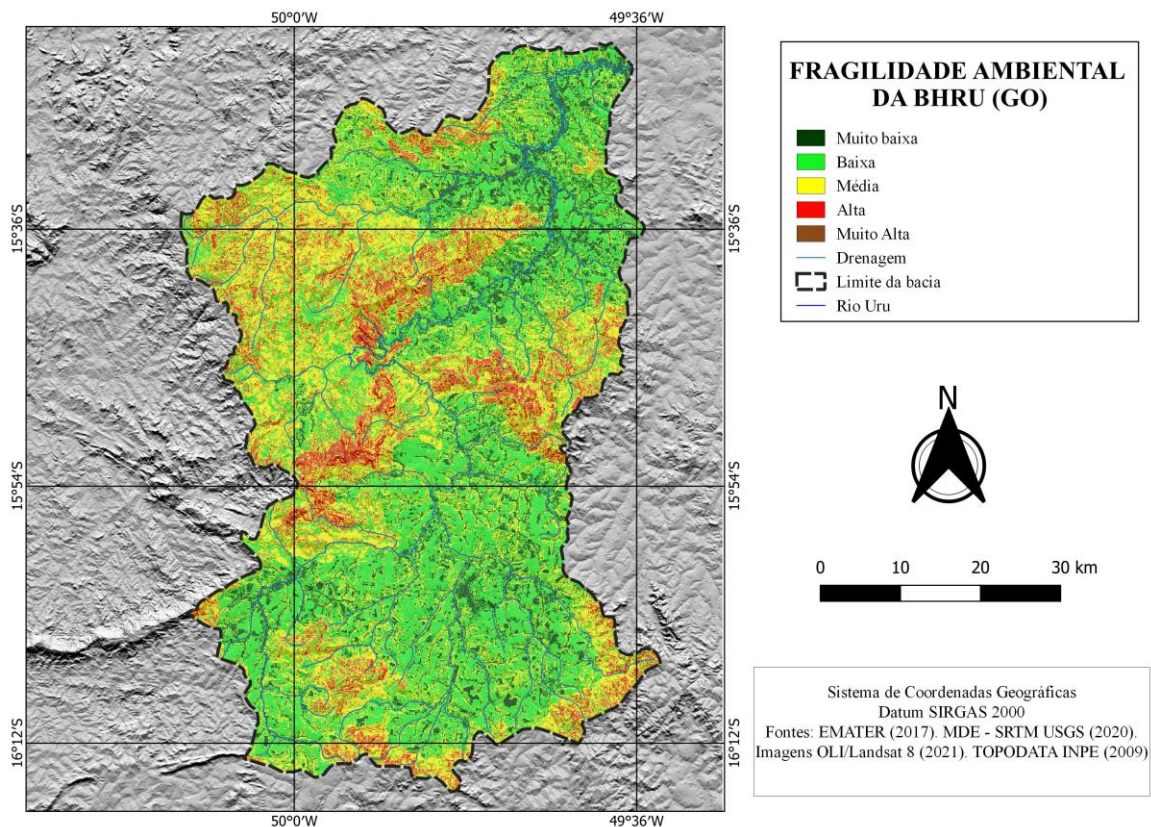 50°0'W
49°36'W
FRAGILIDADE AMBIENTAL
DA BHRU (GO)
Muito baixa
Baixa
Média
Alta
Muito Alta
Drenagem
Limite da bacia
Rio Uru
15°36'S
15°36'S
15°54'S
15°54'S
16°12'S
16°12'S
N
0
10
20
30 km
Sistema de Coordenadas Geográficas
Datum SIRGAS 2000
Fontes: EMATER (2017). MDE - SRTM USGS (2020).
Imagens OLI/Landsat 8 (2021). TOPODATA INPE (2009)
50°0'W
49°36'W